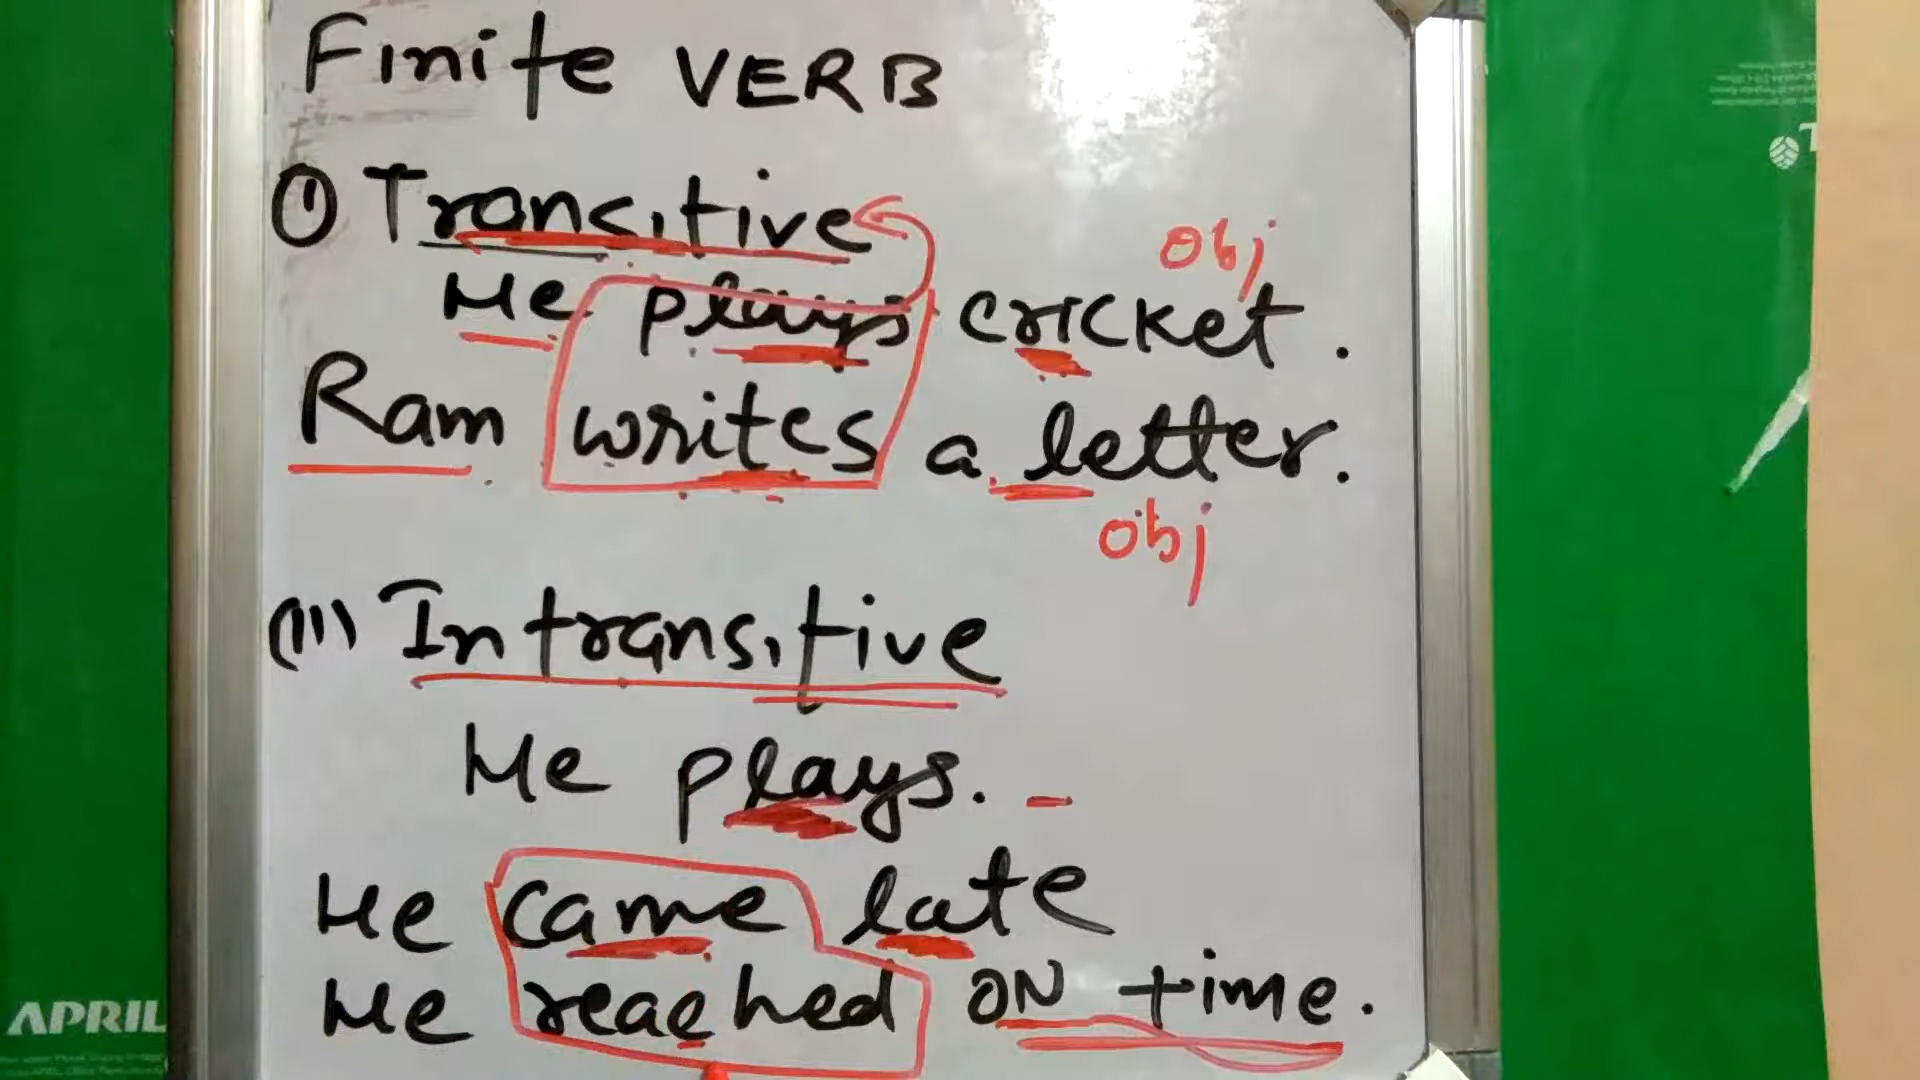 Finite VERB
(I) Transitive
obj
He plays cricket.
Ram writes a letter.
obj
(II) Intransitive
He plays. -
He came late
He reached ON time.
APRIL